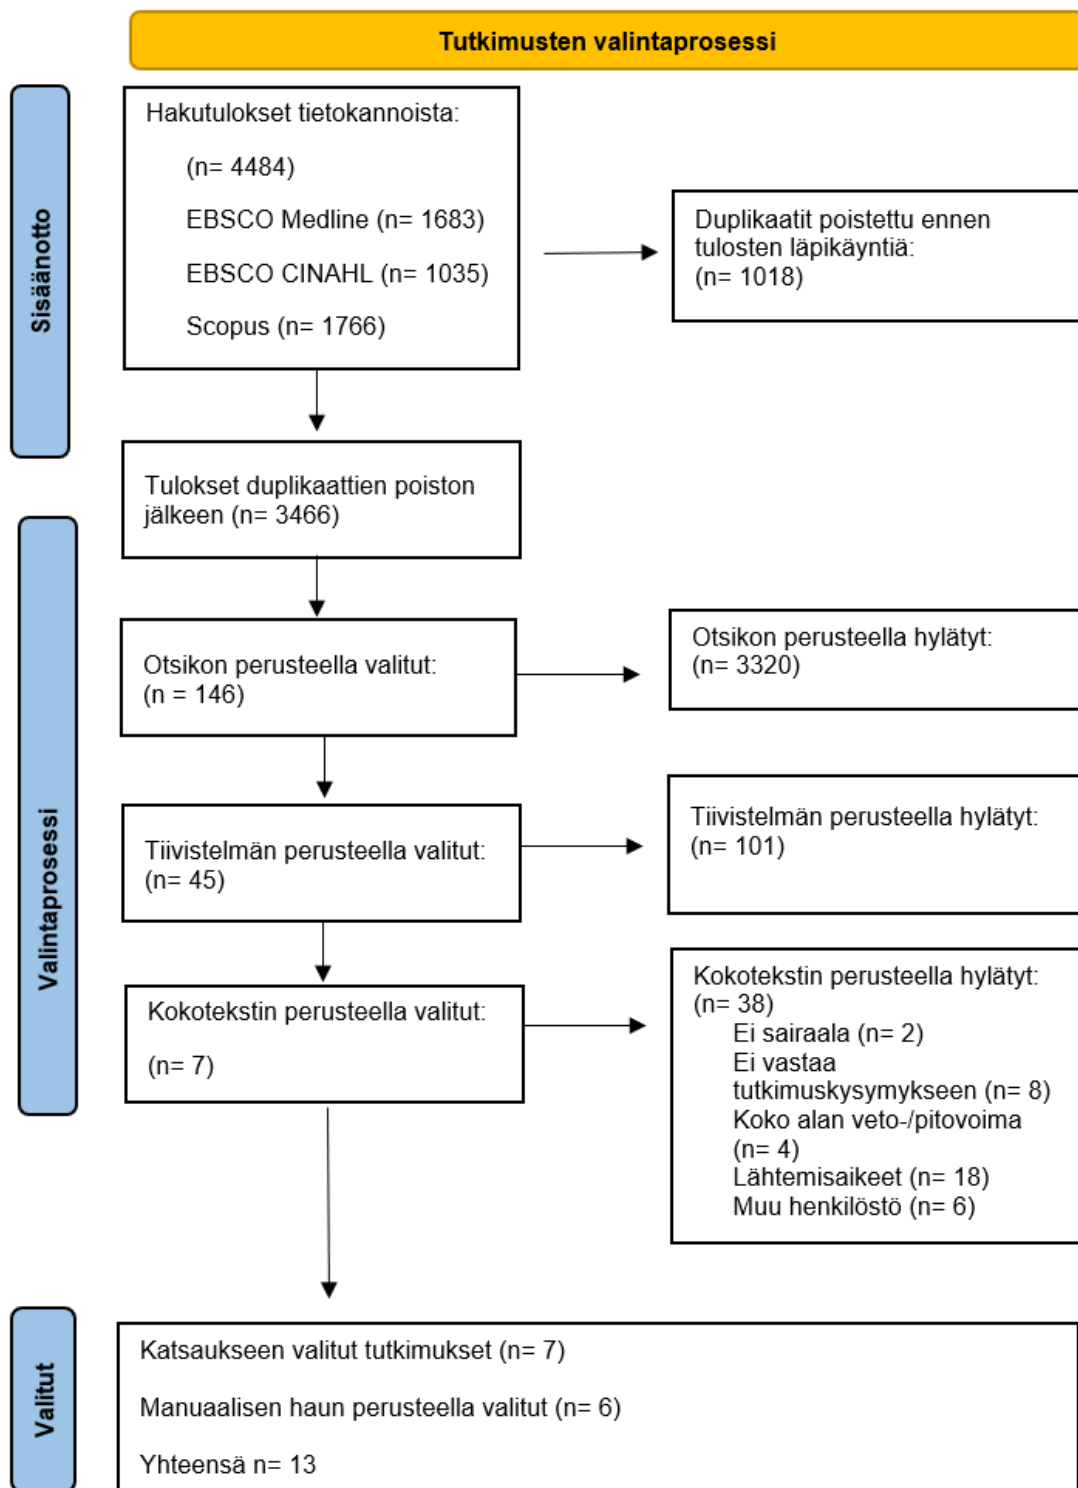 Tutkimusten valintaprosessi
Sisäänotto
Hakutulokset tietokannoista:
(n= 4484)
EBSCO Medline (n= 1683)
EBSCO CINAHL (n= 1035)
Scopus (n= 1766)
Duplikaatit poistettu ennen
tulosten läpikäyntiä:
(n= 1018)
Tulokset duplikaattien poiston
jälkeen (n= 3466)
Valintaprosessi
Otsikon perusteella valitut:
(n = 146)
Otsikon perusteella hylätyt:
(n= 3320)
Tiivistelmän perusteella valitut:
(n= 45)
Tiivistelmän perusteella hylätyt:
(n= 101)
Kokotekstin perusteella valitut:
(n= 7)
Kokotekstin perusteella hylätyt:
(n= 38)
Ei sairaala (n= 2)
Ei vastaa
tutkimuskysymykseen (n= 8)
Koko alan veto-/pitovoima
(n= 4)
Lähtemisaikeet (n= 18)
Muu henkilöstö (n= 6)
Valitut
Katsaukseen valitut tutkimukset (n= 7)
Manuaalisen haun perusteella valitut (n= 6)
Yhteensä n= 13